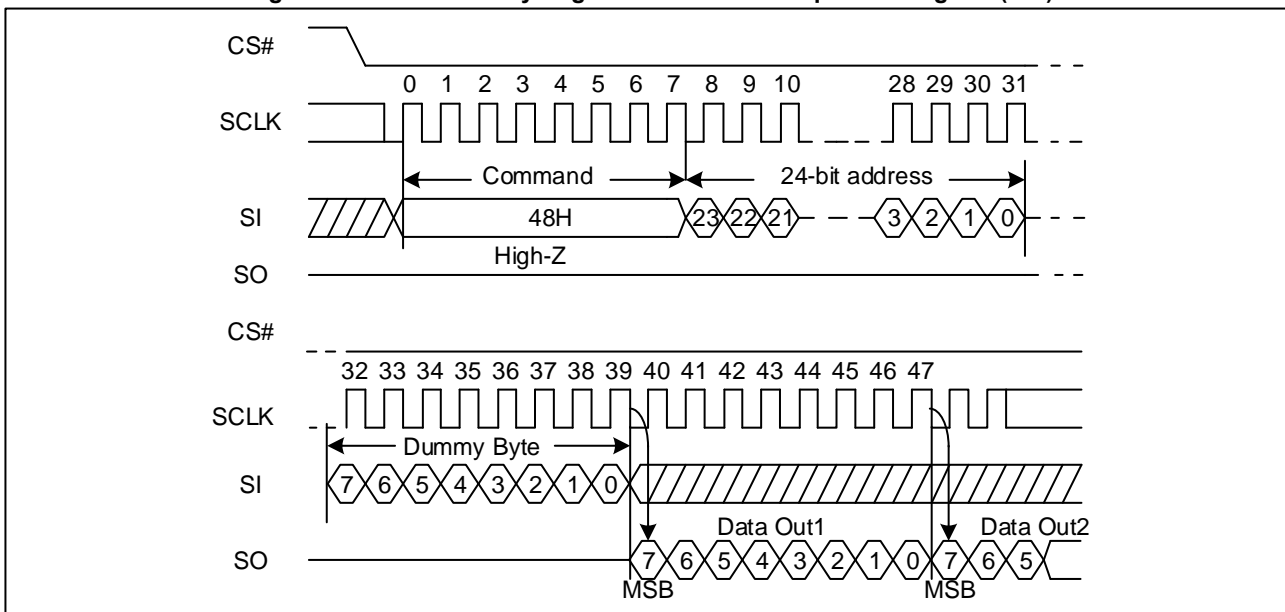 CS#
0 1 2 3 4 5 6 7 8 9 10 28 29 30 31
SCLK
Command 24-bit address
SI 48H 23 22 21 3 2 1 0
High-Z
SO
CS#
32 33 34 35 36 37 38 39 40 41 42 43 44 45 46 47
SCLK
Dummy Byte
SI 7 6 5 4 3 2 1 0
Data Out1 Data Out2
SO 7 6 5 4 3 2 1 0 7 6 5
MSB MSB